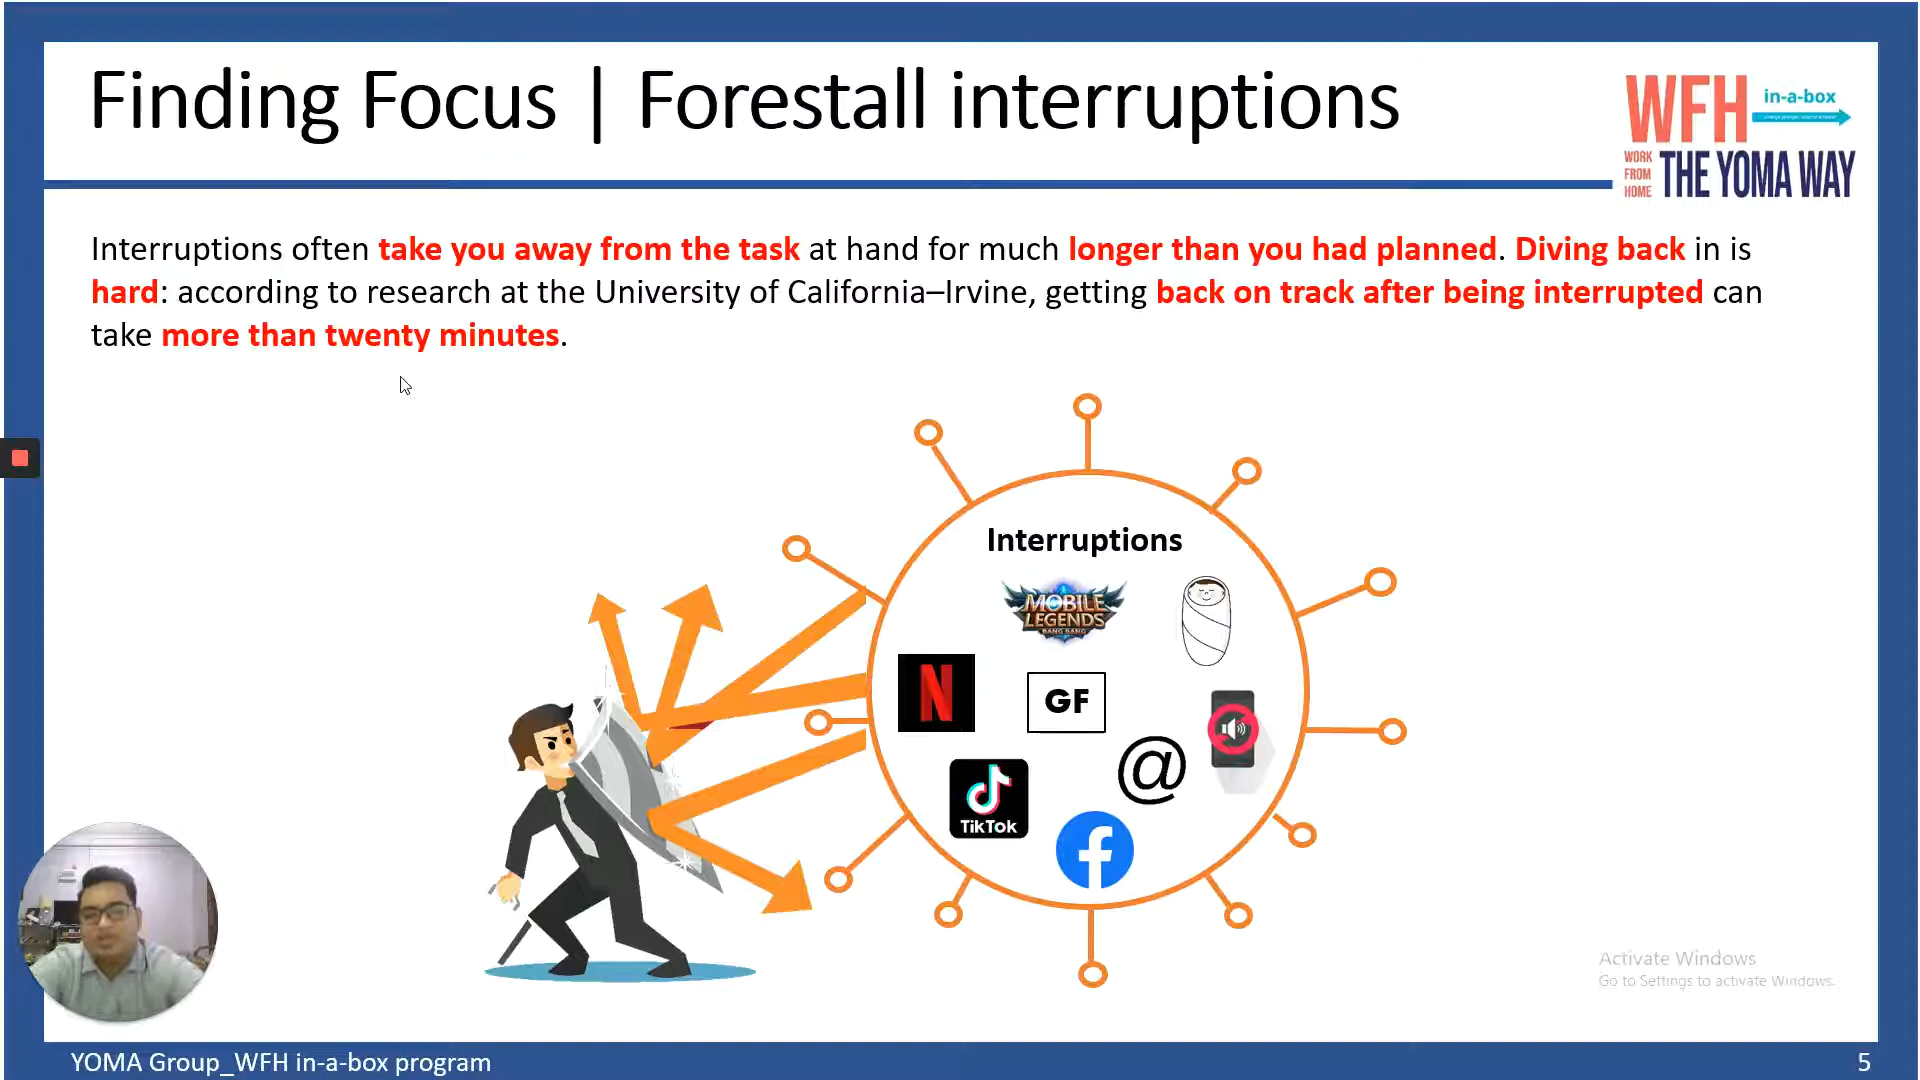 Finding Focus | Forestall interruptions
WFH
in-a-box
WORK
FROM
HOME
THE YOMA WAY
Interruptions often take you away from the task at hand for much longer than you had planned. Diving back in is
hard: according to research at the University of California–Irvine, getting back on track after being interrupted can
take more than twenty minutes.
Interruptions
MOBILE
LEGENDS
BANG BANG
N
GF
@
TikTok
f
Activate Windows
Go to Settings to activate Windows.
YOMA Group_WFH in-a-box program
5